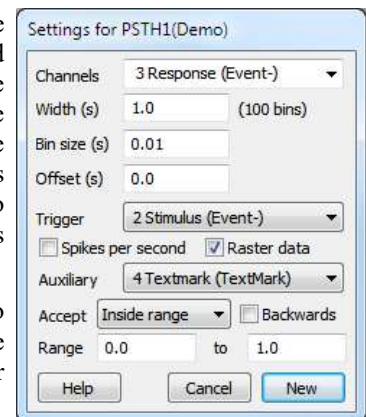 Settings for PSTH1(Demo)
Channels 3 Response (Event-)
Width (s) 1.0 (100 bins)
Bin size (s) 0.01
Offset (s) 0.0
Trigger 2 Stimulus (Event-)
Spikes per second Raster data
Auxiliary 4 Textmark (TextMark)
Accept Inside range Backwards
Range 0.0 to 1.0
Help Cancel New